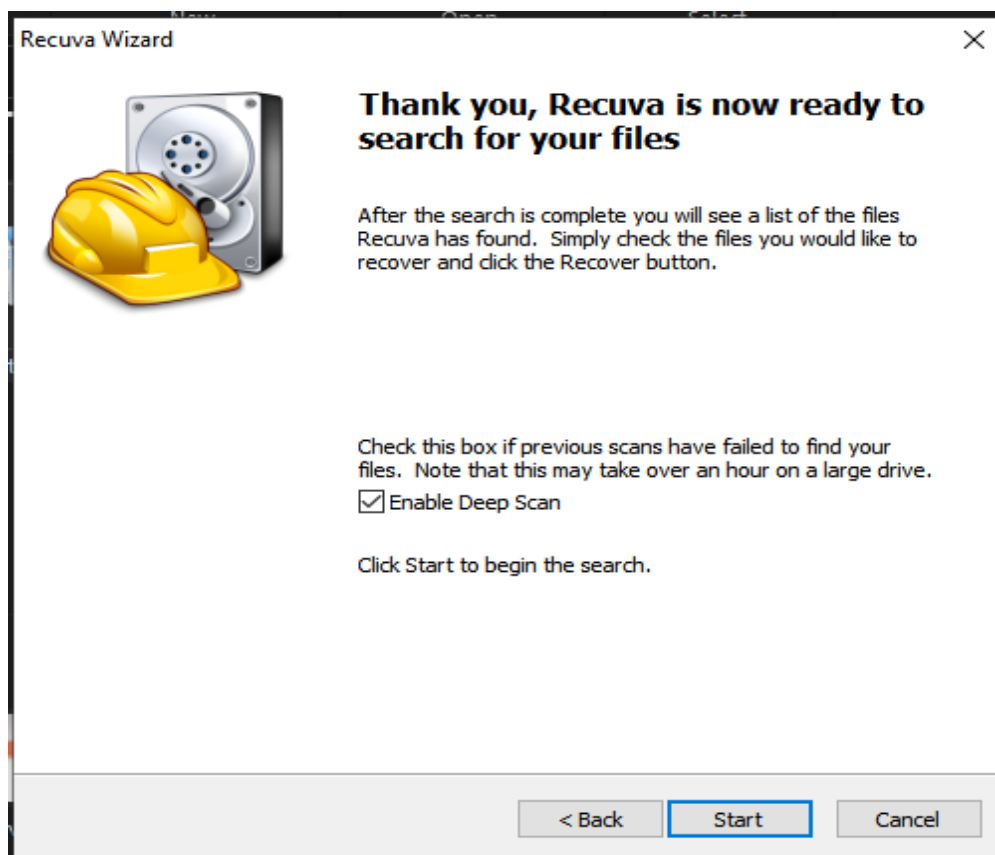 Recuva Wizard
Thank you, Recuva is now ready to
search for your files
After the search is complete you will see a list of the files
Recuva has found.  Simply check the files you would like to
recover and click the Recover button.
Check this box if previous scans have failed to find your
files.  Note that this may take over an hour on a large drive.
Enable Deep Scan
Click Start to begin the search.
< Back
Start
Cancel